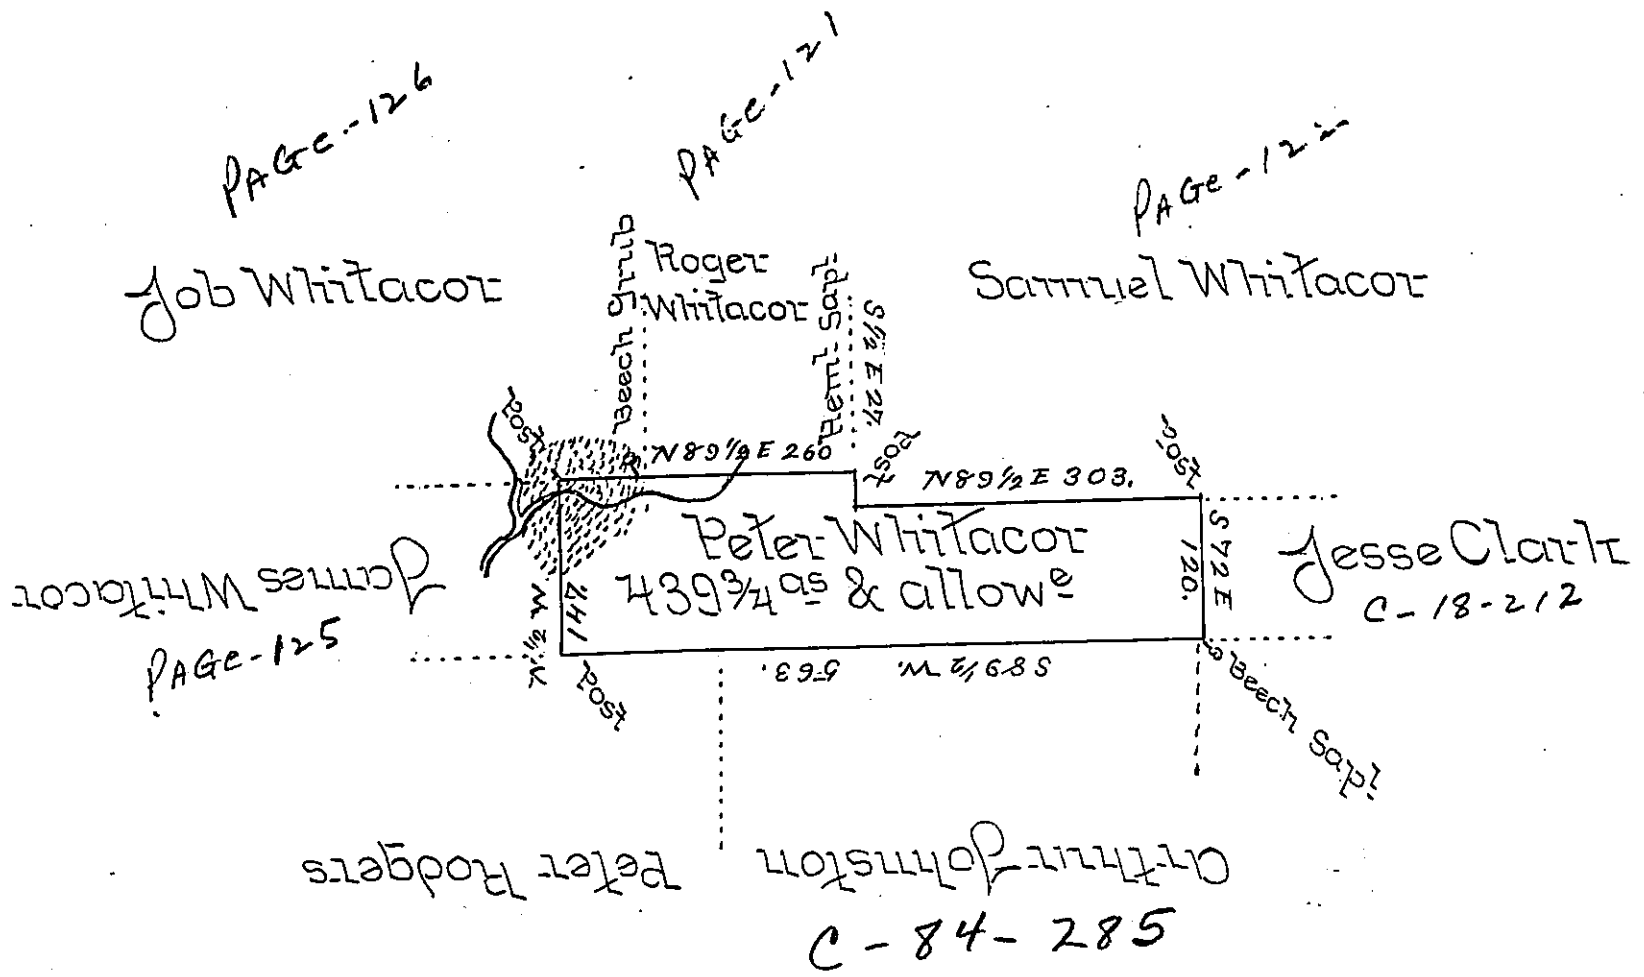 PAGe-126
PAGe-121
PAGe-122
Job Whitacor
Beech Grub
Roger
Whitacor
Heml Sap
S 1/2 E 27.
Samuel Whitacor
Post
N 89 1/2 E 260
Post
N 89 1/2 E 303.
Post
James Whitacor
PAGe-125
N. 1/2 W
147
Peter Whitacor
439 3/4 as & allowe
120.
Jesse Clark
C-18-212
Post
S 89 1/2 W. 563.
Beech Sap
Peter Rodgers
Arthur Johnston
C-84-285